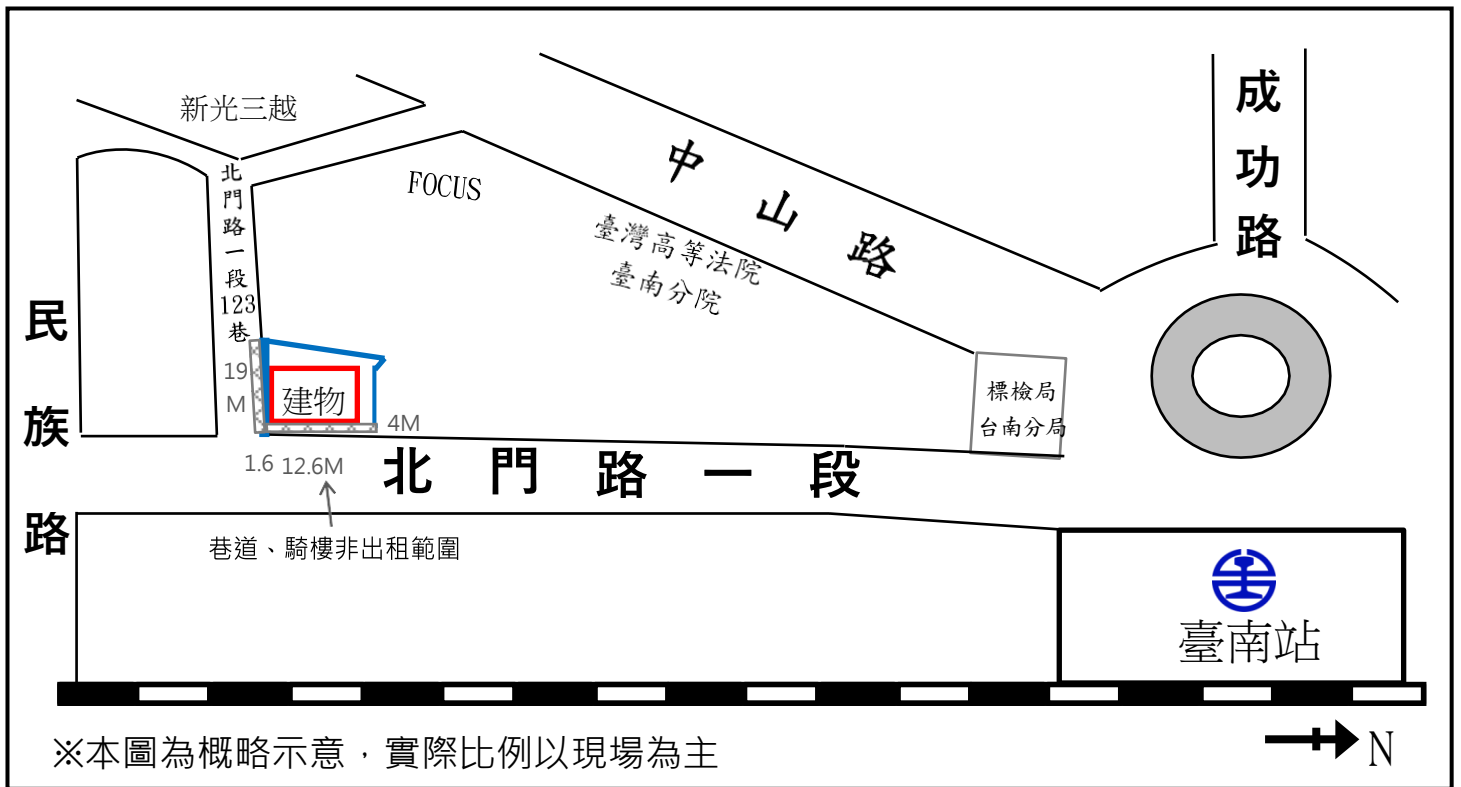 新光三越
成功路
中山路
FOCUS
北門路一段123巷
臺灣高等法院
臺南分院
民族路
19
M
建物
4M
標檢局
台南分局
1.6 12.6M
北門路一段
巷道、騎樓非出租範圍
臺南站
※本圖為概略示意，實際比例以現場為主
N